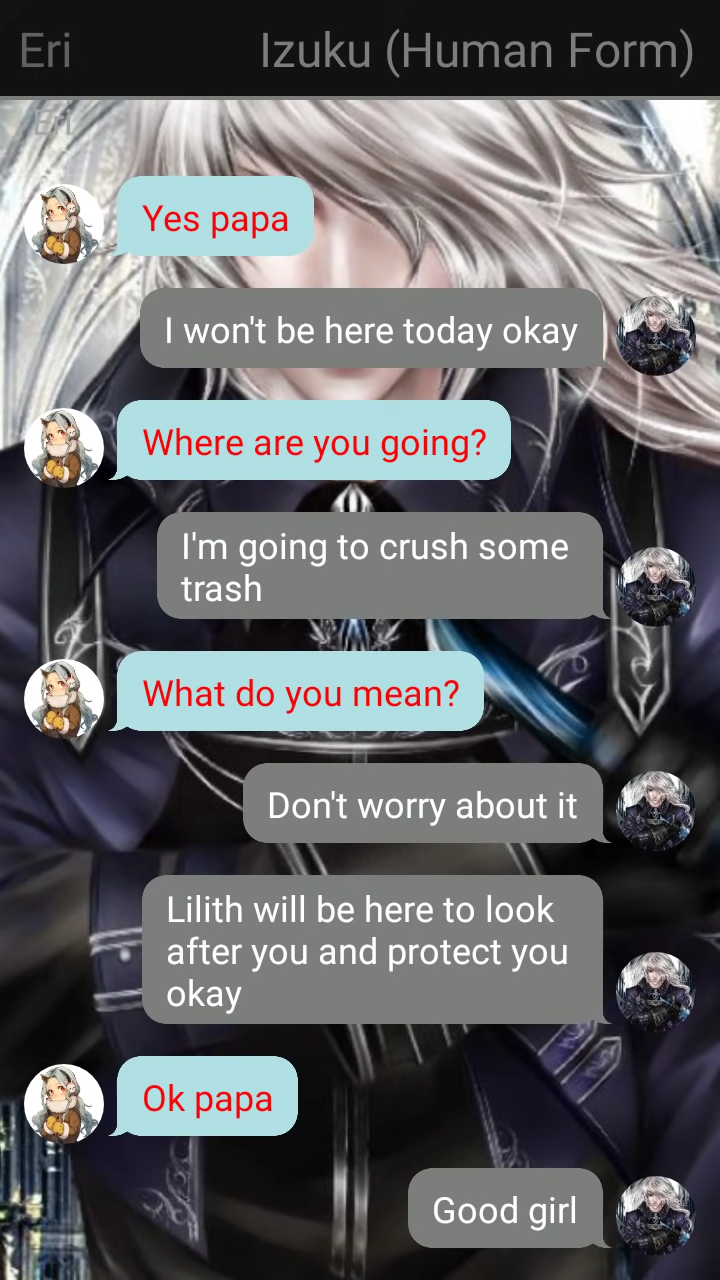 Eri
Izuku (Human Form)
Eri
Yes papa
I won't be here today okay
Where are you going?
I'm going to crush some
trash
What do you mean?
Don't worry about it
Lilith will be here to look
after you and protect you
okay
Ok papa
Good girl